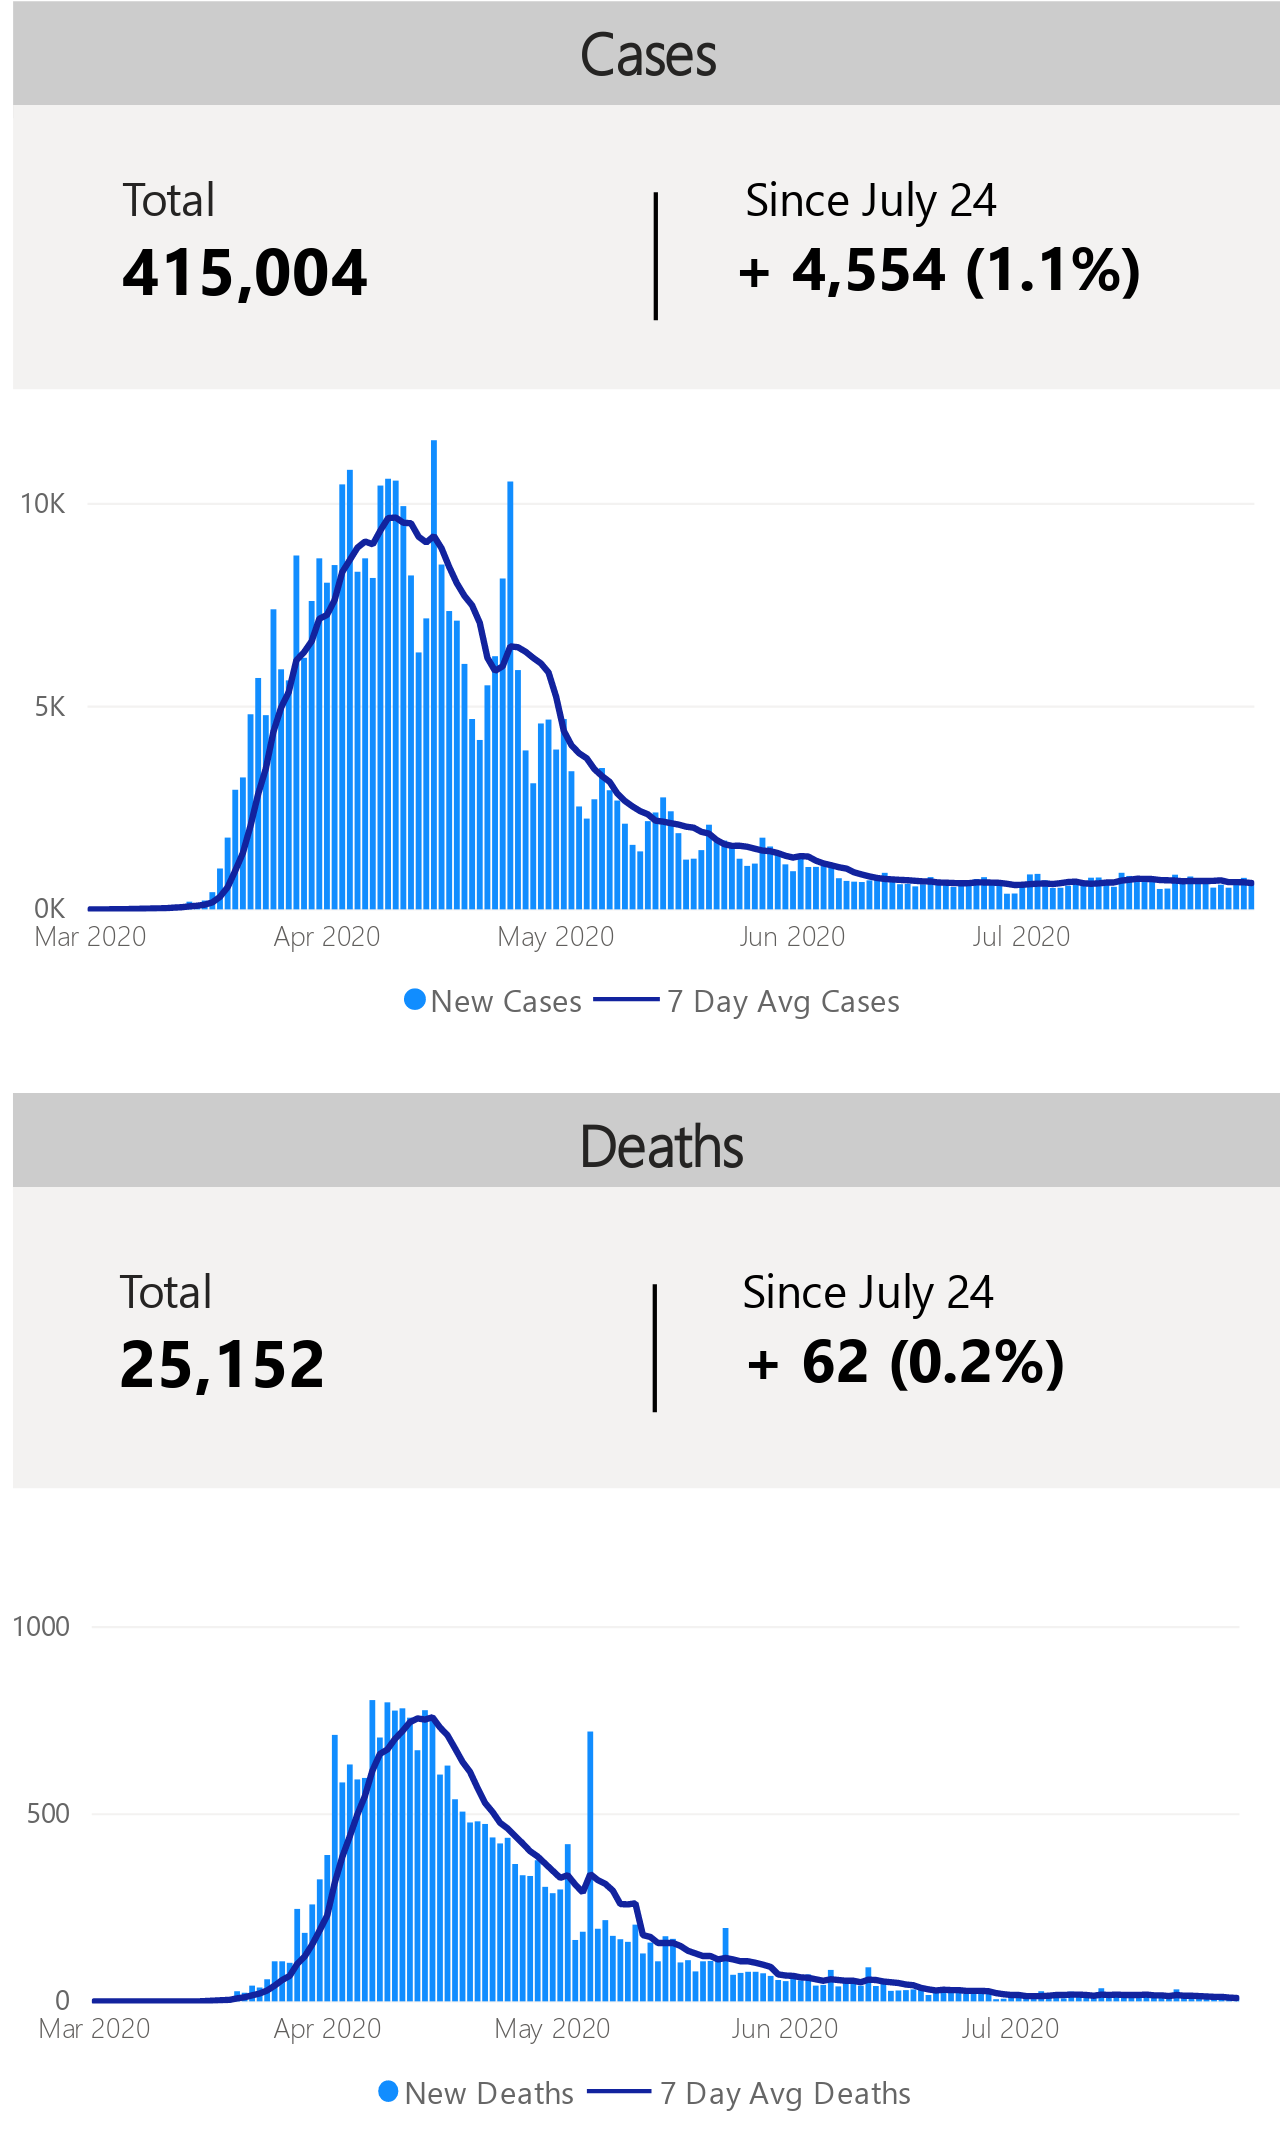 Cases
Total
Since July 24
415,004
+ 4,554 (1.1%)
10K
5K
0K
Mar 2020
Apr 2020
May 2020
Jun 2020
Jul 2020
New Cases
7 Day Avg Cases
Deaths
Total
Since July 24
25,152
+ 62 (0.2%)
1000
500
0
Mar 2020
Apr 2020
May 2020
Jun 2020
Jul 2020
New Deaths
7 Day Avg Deaths